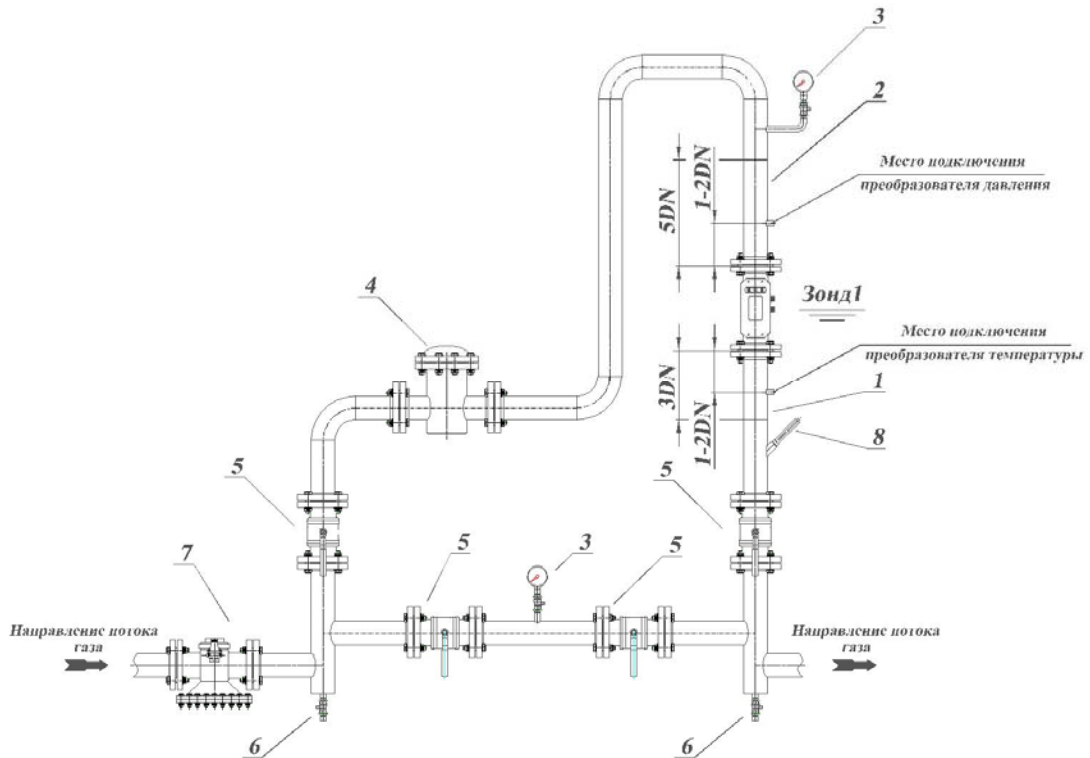 3
2
Место подключения
преобразователя давления
1-2DN
5DN
4
Зонд1
Место подключения
преобразователя температуры
1
3DN
1-2DN
8
5
5
7
5
3
5
Направление потока
газа
Направление потока
газа
6
6